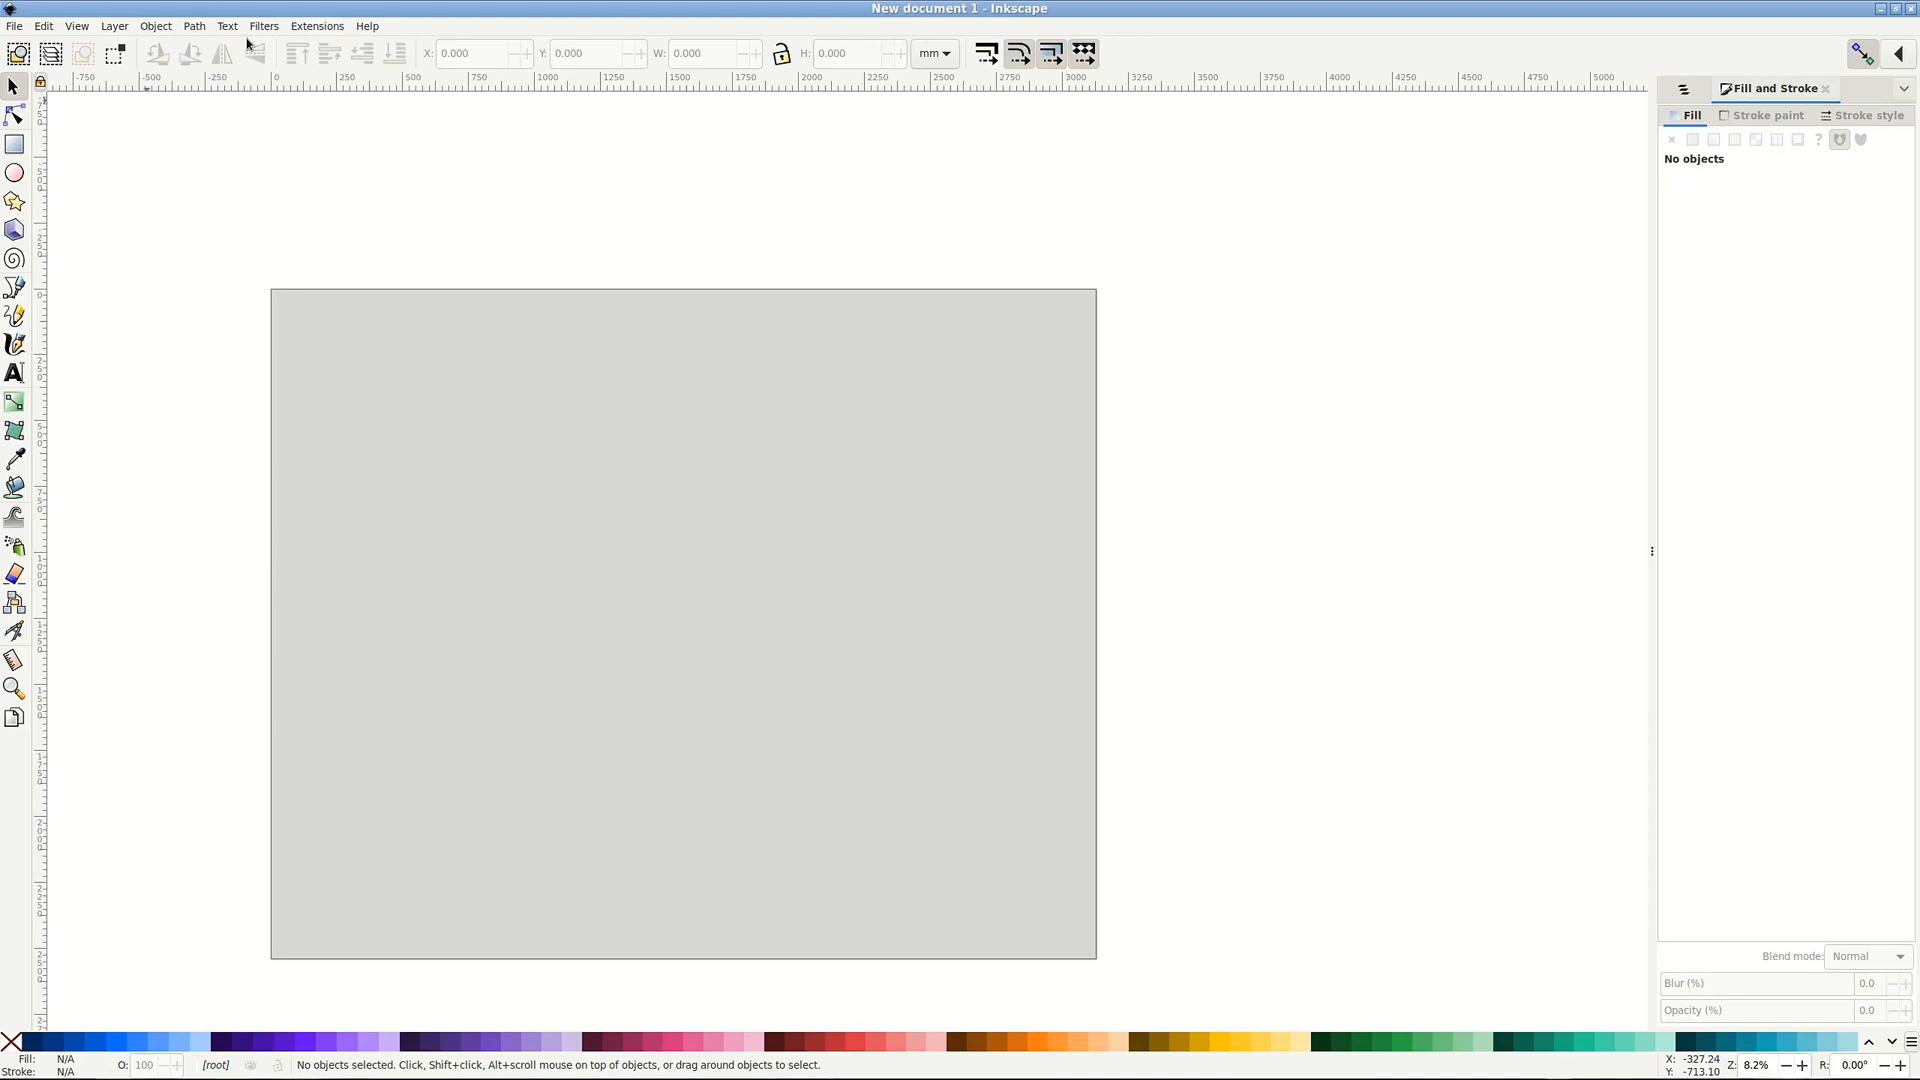 New document 1 - Inkscape
File Edit View Layer Object Path Text Filters Extensions Help
X: 0.000 Y: 0.000 W: 0.000 H: 0.000 mm
-750 -500 -250 0 250 500 750 1000 1250 1500 1750 2000 2250 2500 2750 3000 3250 3500 3750 4000 4250 4500 4750 5000
Fill and Stroke
Fill Stroke paint Stroke style
No objects
Blend mode: Normal
Blur (%) 0.0
Opacity (%) 0.0
Fill: N/A
Stroke: N/A
O: 100
[root]
No objects selected. Click, Shift+click, Alt+scroll mouse on top of objects, or drag around objects to select.
X: -327.24
Y: -713.10
Z: 8.2%
R: 0.00°